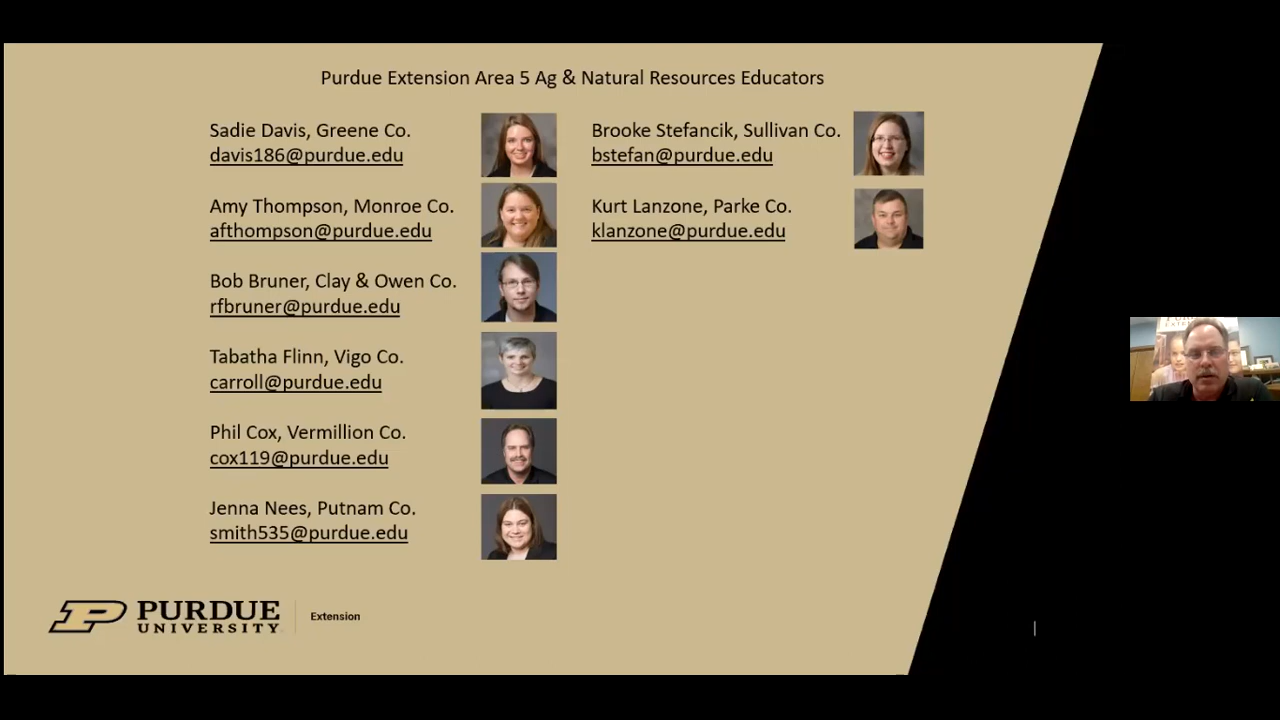 Purdue Extension Area 5 Ag & Natural Resources Educators
Sadie Davis, Greene Co.
davis186@purdue.edu
Amy Thompson, Monroe Co.
afthompson@purdue.edu
Bob Bruner, Clay & Owen Co.
rfbruner@purdue.edu
Tabatha Flinn, Vigo Co.
carroll@purdue.edu
Phil Cox, Vermillion Co.
cox119@purdue.edu
Jenna Nees, Putnam Co.
smith535@purdue.edu
Brooke Stefancik, Sullivan Co.
bstefan@purdue.edu
Kurt Lanzone, Parke Co.
klanzone@purdue.edu
PURDUE
UNIVERSITY
Extension